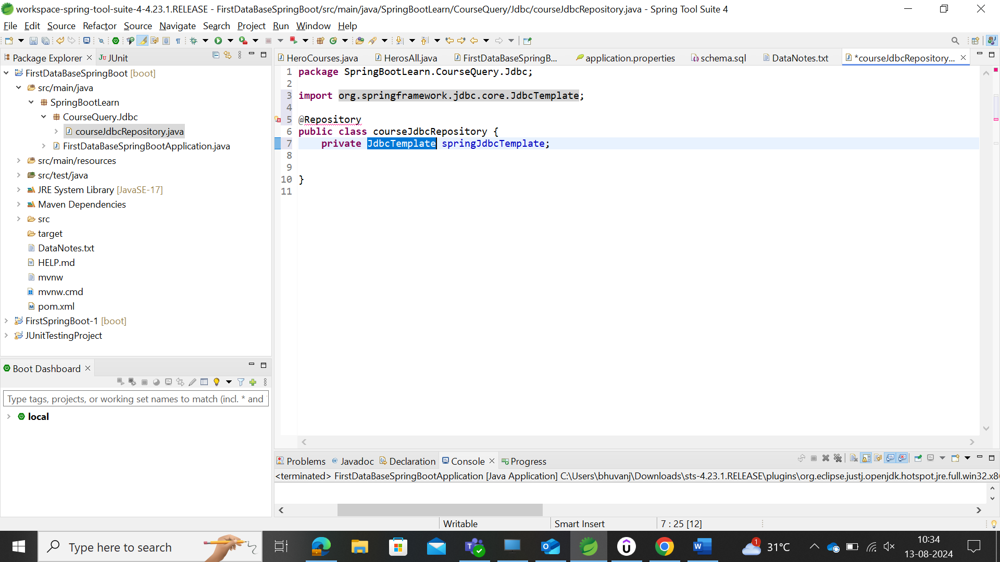 workspace-spring-tool-suite-4-4.23.1.RELEASE - FirstDataBaseSpringBoot/src/main/java/SpringBootLearn/CourseQuery/Jdbc/courseJdbcRepository.java - Spring Tool Suite 4
File Edit Source Refactor Source Navigate Search Project Run Window Help
Package Explorer
JUnit
FirstDataBaseSpringBoot [boot]
src/main/java
SpringBootLearn
CourseQuery.Jdbc
courseJdbcRepository.java
FirstDataBaseSpringBootApplication.java
src/main/resources
src/test/java
JRE System Library [JavaSE-17]
Maven Dependencies
src
target
DataNotes.txt
HELP.md
mvnw
mvnw.cmd
pom.xml
FirstSpringBoot-1 [boot]
JUnitTestingProject
Boot Dashboard
Type tags, projects, or working set names to match (incl. * and
local
HeroCourses.java HerosAll.java FirstDataBaseSpringB... application.properties schema.sql DataNotes.txt *courseJdbcRepository...
1 package SpringBootLearn.CourseQuery.Jdbc;
2
3 import org.springframework.jdbc.core.JdbcTemplate;
4
5 @Repository
6 public class courseJdbcRepository {
7 private JdbcTemplate springJdbcTemplate;
8
9
10 }
11
Problems Javadoc Declaration Console Progress
<terminated> FirstDataBaseSpringBootApplication [Java Application] C:\Users\bhuvanj\Downloads\sts-4.23.1.RELEASE\plugins\org.eclipse.justj.openjdk.hotspot.jre.full.win32.x8
Writable Smart Insert 7 : 25 [12]
Type here to search
1
31°C
10:34
13-08-2024